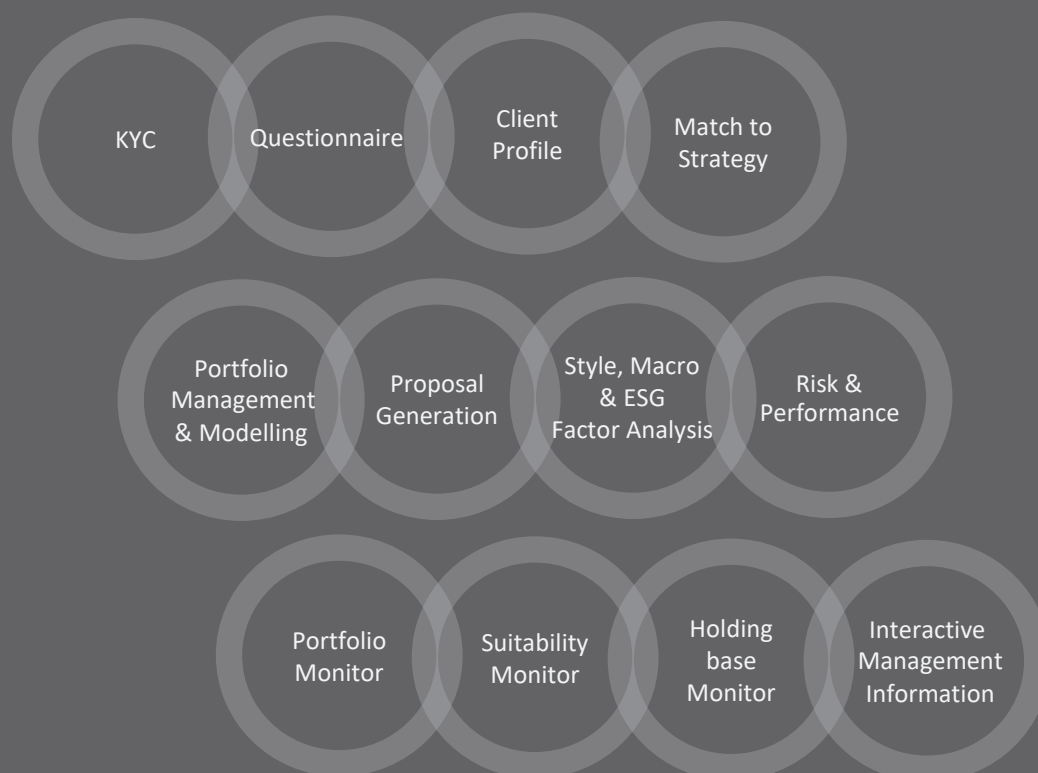 KYC
Questionnaire
Client
Profile
Match to
Strategy
Portfolio
Management
& Modelling
Proposal
Generation
Style, Macro
& ESG
Factor Analysis
Risk &
Performance
Portfolio
Monitor
Suitability
Monitor
Holding
base
Monitor
Interactive
Management
Information